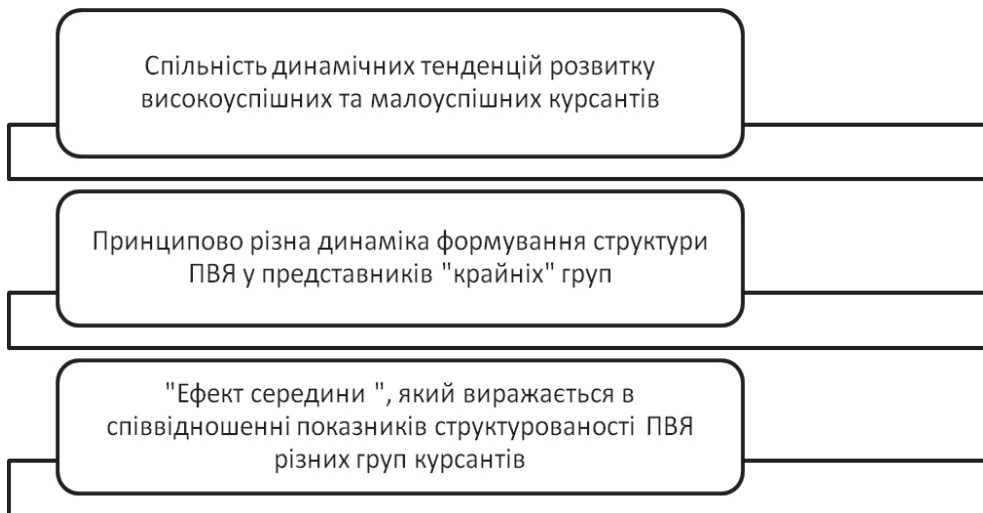 Спільність динамічних тенденцій розвитку
високоуспішних та малоуспішних курсантів
Принципово різна динаміка формування структури
ПВЯ у представників "крайніх" груп
"Ефект середини ", який виражається в
співвідношенні показників структурованості ПВЯ
різних груп курсантів